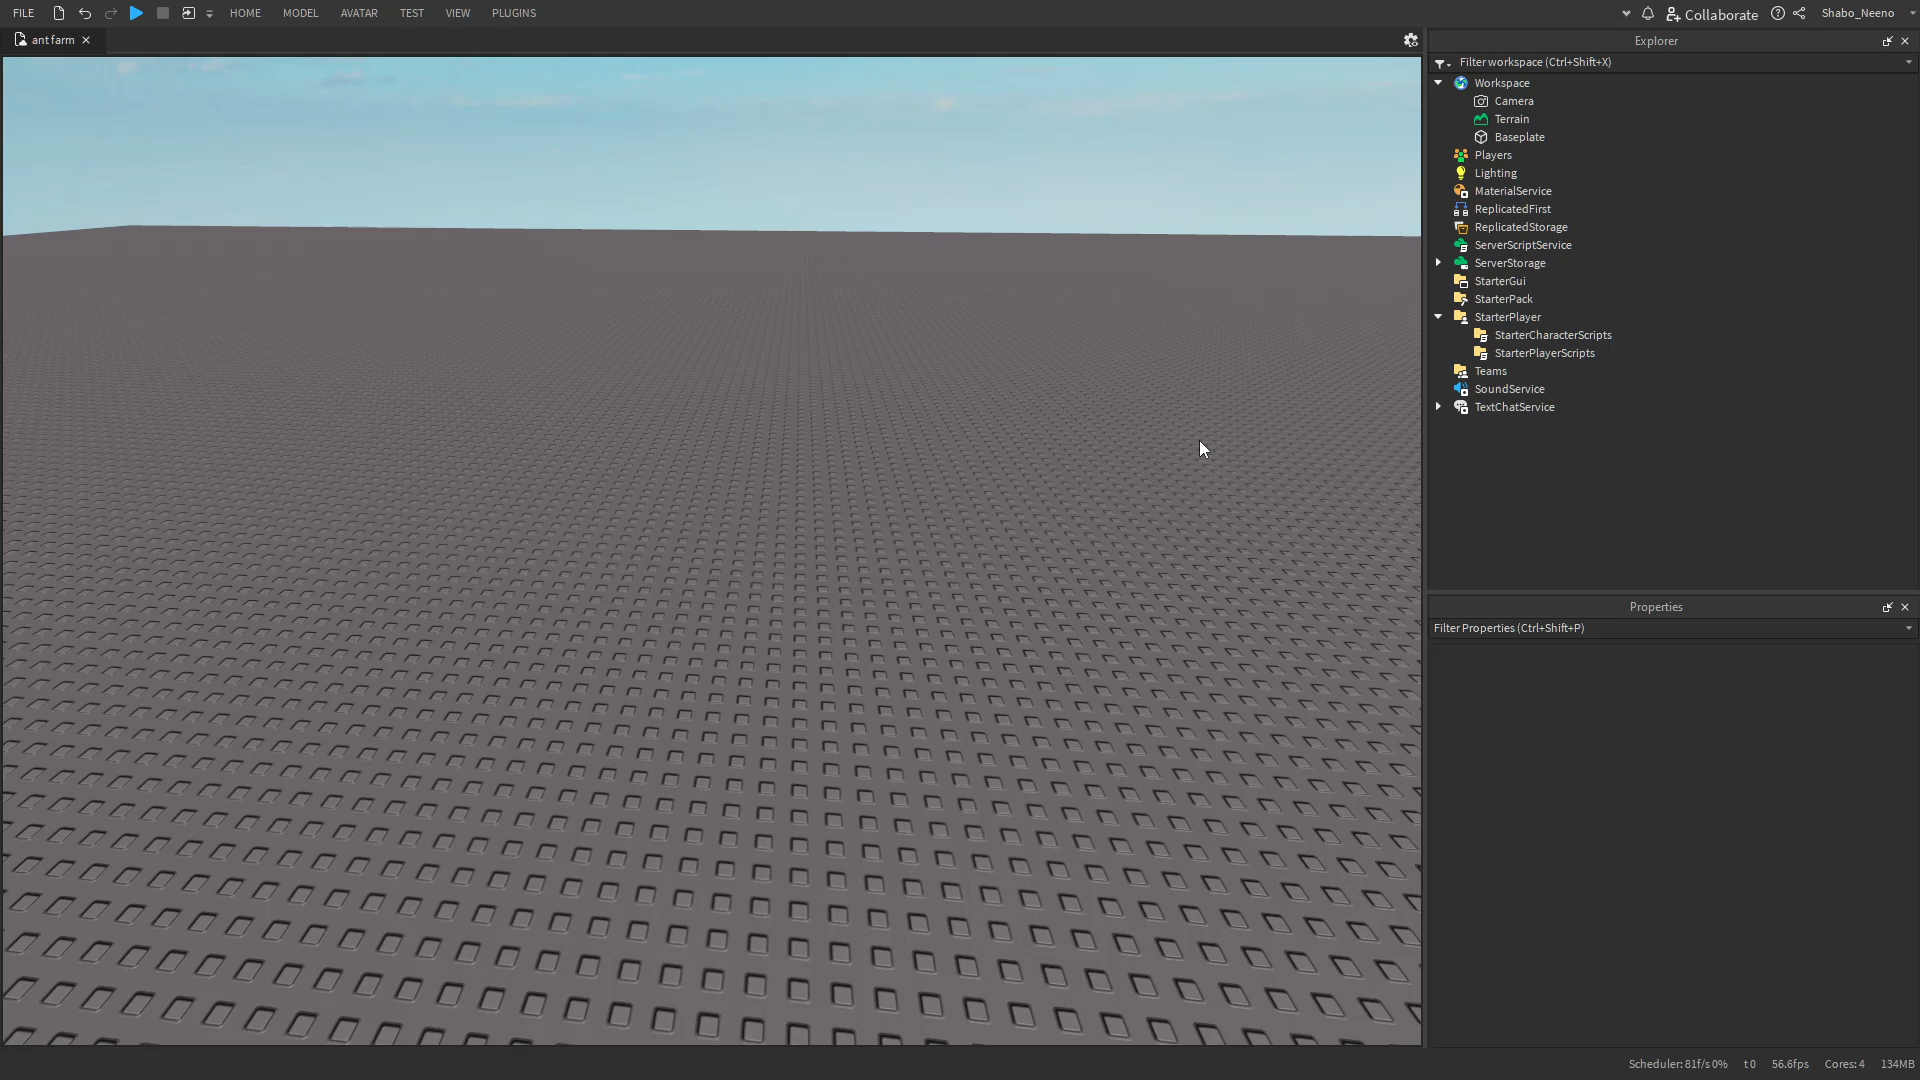 FILE HOME MODEL AVATAR TEST VIEW PLUGINS Collaborate Shabo_Neeno
ant farm
Explorer
Filter workspace (Ctrl+Shift+X)
Workspace
Camera
Terrain
Baseplate
Players
Lighting
MaterialService
ReplicatedFirst
ReplicatedStorage
ServerScriptService
ServerStorage
StarterGui
StarterPack
StarterPlayer
StarterCharacterScripts
StarterPlayerScripts
Teams
SoundService
TextChatService
Properties
Filter Properties (Ctrl+Shift+P)
Scheduler: 81f/s 0% t 0 56.6fps Cores: 4 134MB